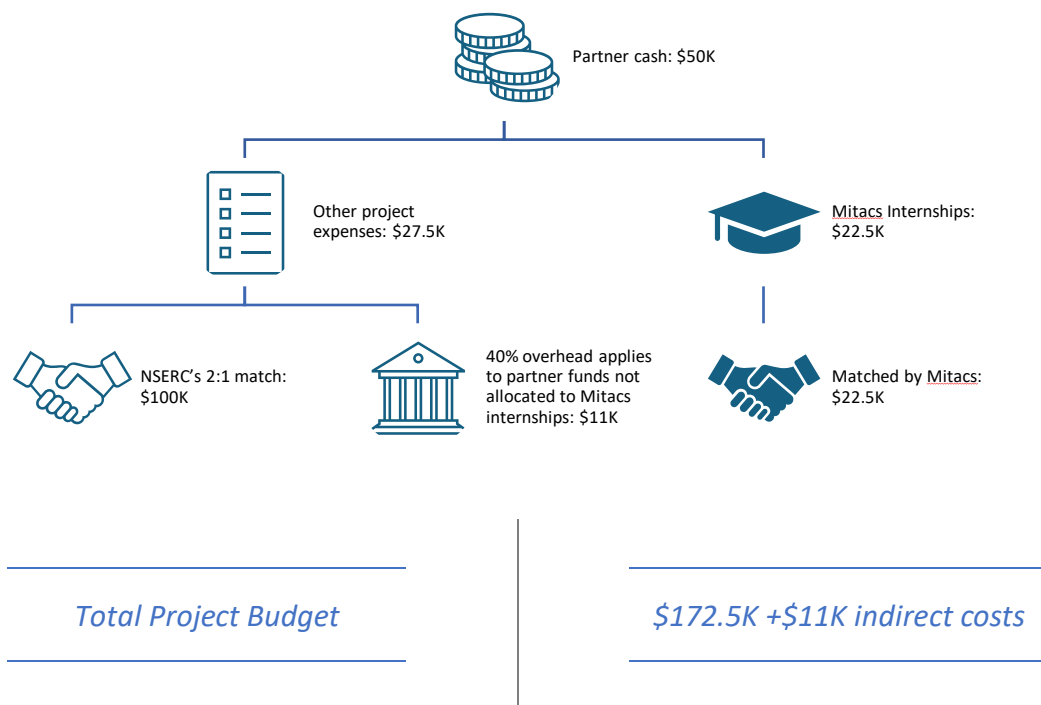 Partner cash: $50K
Other project
expenses: $27.5K
Mitacs Internships:
$22.5K
NSERC's 2:1 match:
$100K
40% overhead applies
to partner funds not
allocated to Mitacs
internships: $11K
Matched by Mitacs:
$22.5K
Total Project Budget
$172.5K +$11K indirect costs